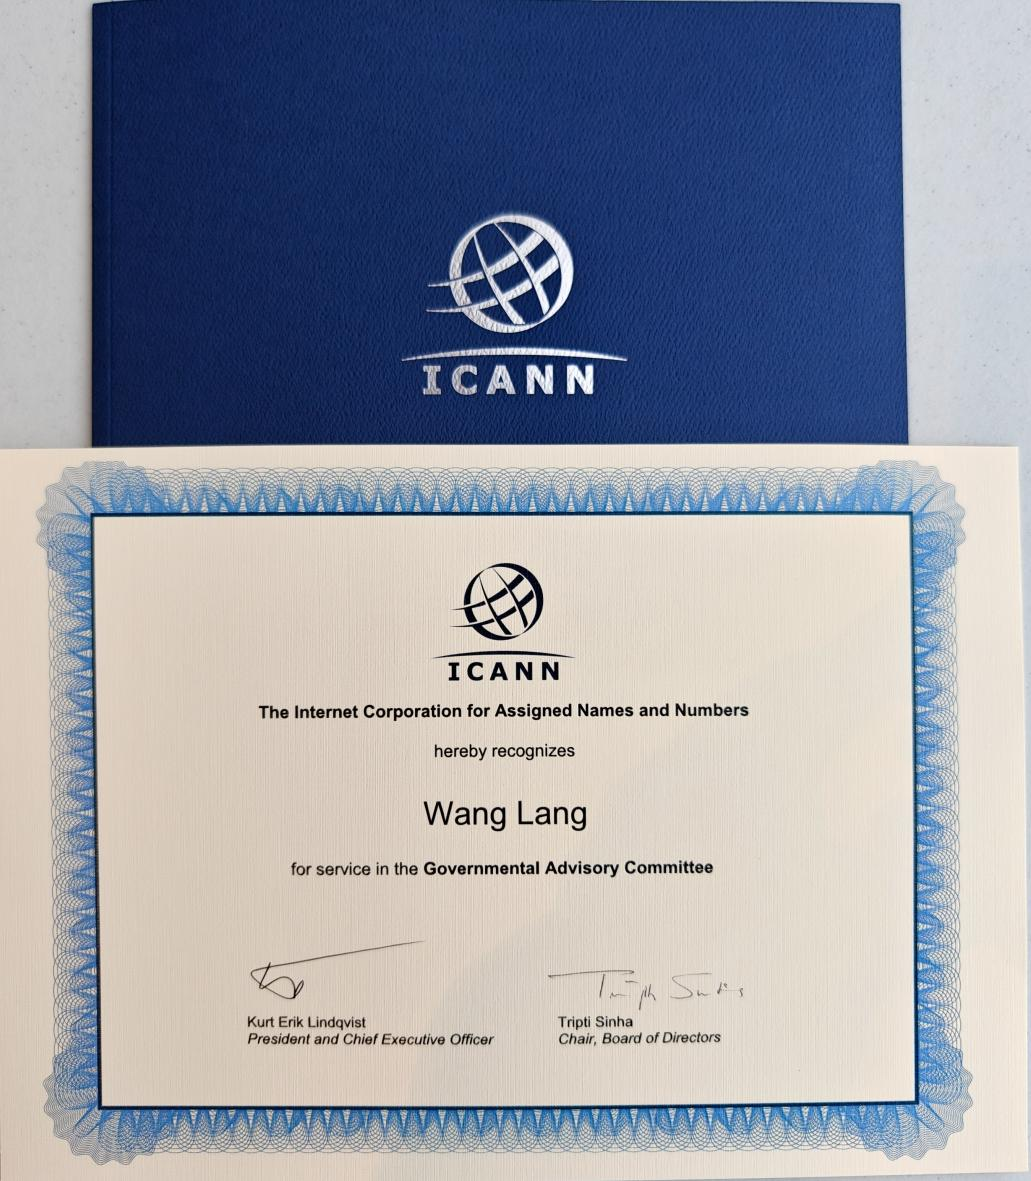 ICANN
ICANN
The Internet Corporation for Assigned Names and Numbers
hereby recognizes
Wang Lang
for service in the Governmental Advisory Committee
Kurt Erik Lindqvist
President and Chief Executive Officer
Tripti Sinha
Chair, Board of Directors